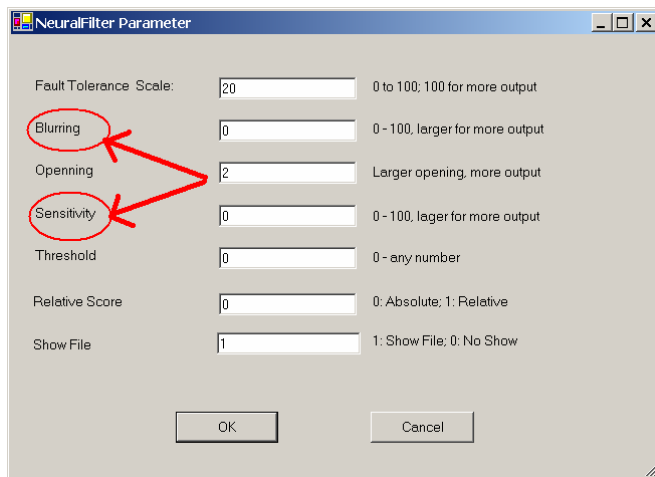 NeuralFilter Parameter
Fault Tolerance Scale: 20 0 to 100; 100 for more output
Blurring 0 0 - 100, larger for more output
Openning 2 Larger opening, more output
Sensitivity 0 0 - 100, lager for more output
Threshold 0 0 - any number
Relative Score 0 0: Absolute; 1: Relative
Show File 1 1: Show File; 0: No Show
OK Cancel